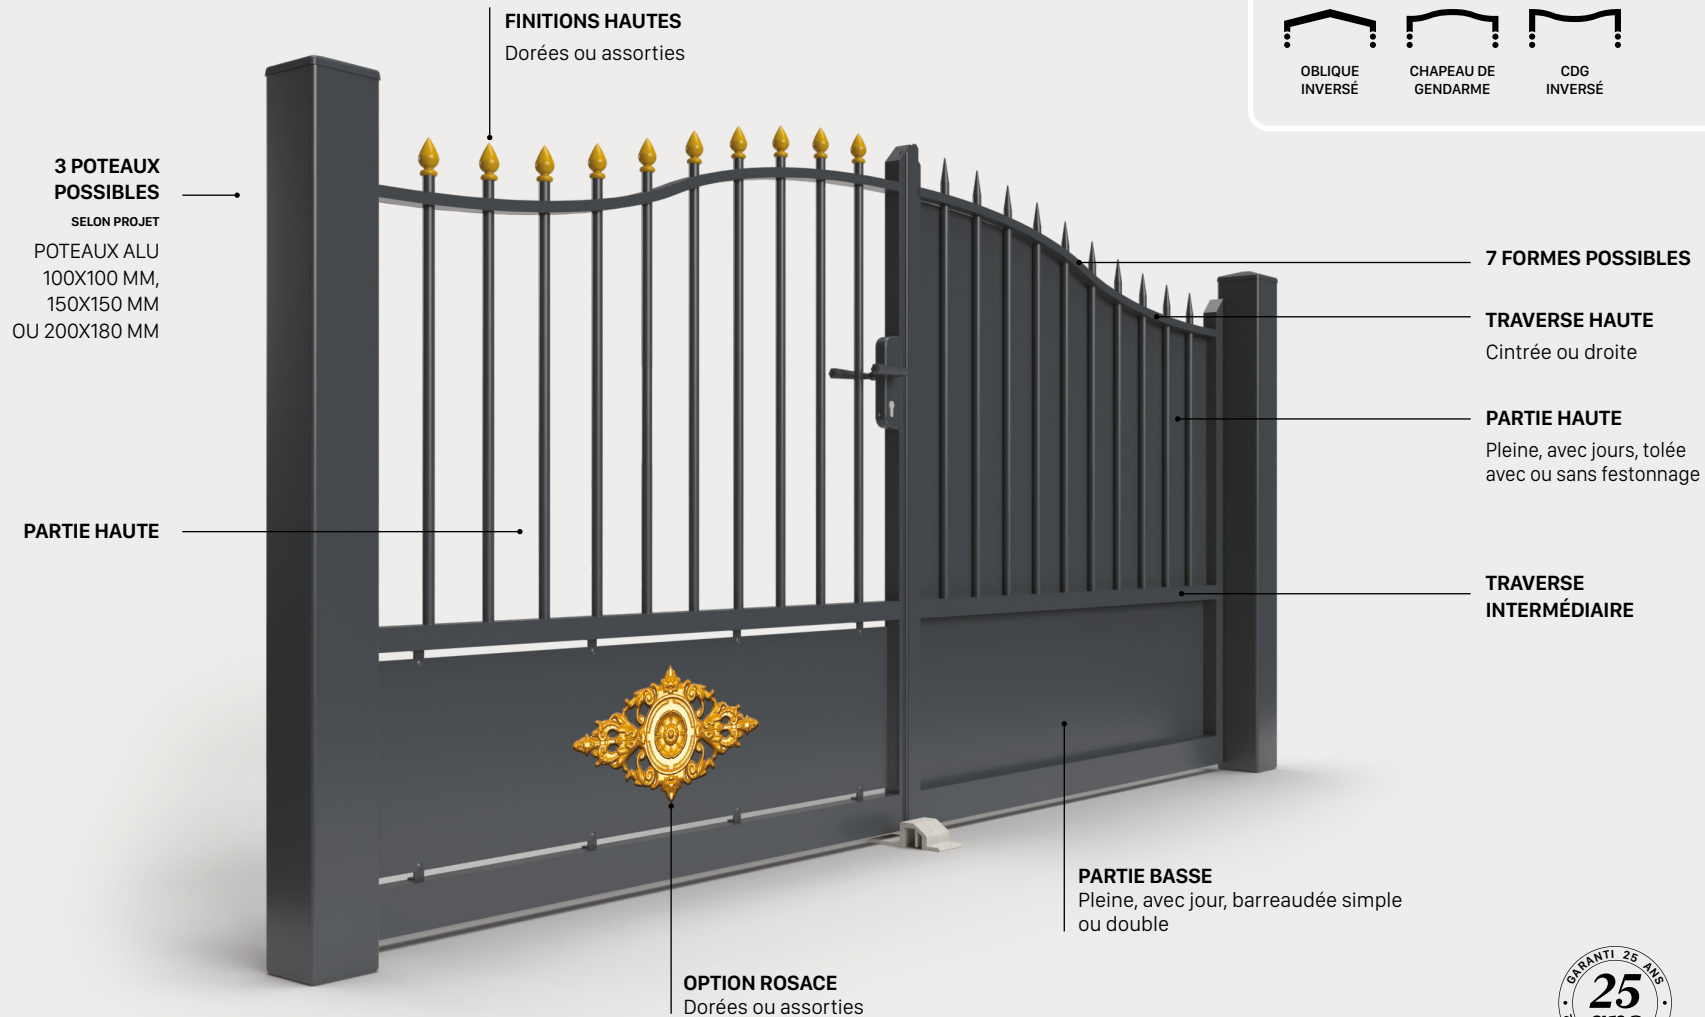 FINITIONS HAUTES
Dorées ou assorties
OBLIQUE
INVERSÉ
CHAPEAU DE
GENDARME
CDG
INVERSÉ
3 POTEAUX
POSSIBLES
SELON PROJET
POTEAUX ALU
100X100 MM,
150X150 MM
OU 200X180 MM
7 FORMES POSSIBLES
TRAVERSE HAUTE
Cintrée ou droite
PARTIE HAUTE
Pleine, avec jours, tolée
avec ou sans festonnage
PARTIE HAUTE
TRAVERSE
INTERMÉDIAIRE
PARTIE BASSE
Pleine, avec jour, barreaudée simple
ou double
OPTION ROSACE
Dorées ou assorties
GARANTI 25 ANS
25